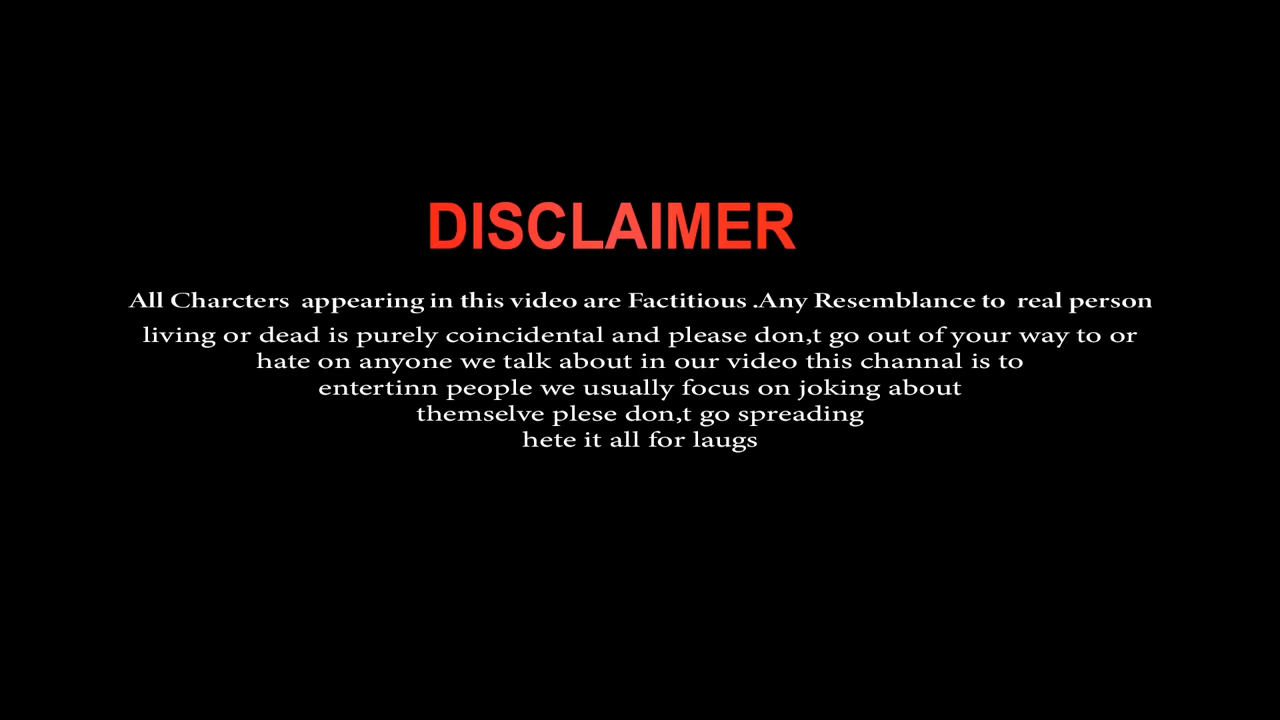 DISCLAIMER
All Charcters appearing in this video are Factitious .Any Resemblance to real person
living or dead is purely coincidental and please don,t go out of your way to or
hate on anyone we talk about in our video this channal is to
entertinn people we usually focus on joking about
themselve plese don,t go spreading
hete it all for laugs